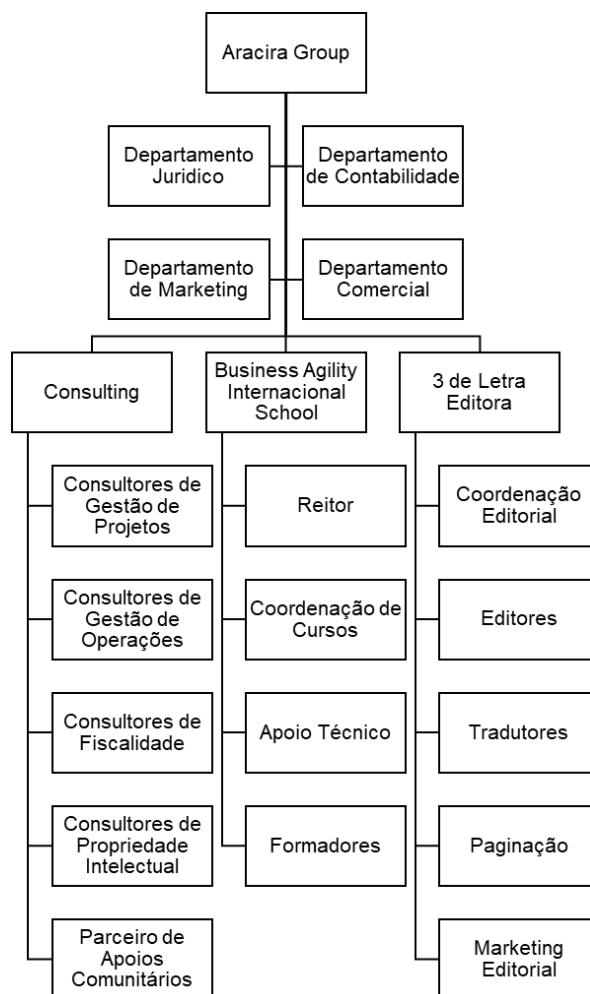 Aracira Group
Departamento
Juridico
Departamento
de Contabilidade
Departamento
de Marketing
Departamento
Comercial
Consulting
Business Agility
Internacional
School
3 de Letra
Editora
Consultores de
Gestão de
Projetos
Consultores de
Gestão de
Operações
Consultores de
Fiscalidade
Consultores de
Propriedade
Intelectual
Parceiro de
Apoios
Comunitários
Reitor
Coordenação de
Cursos
Apoio Técnico
Formadores
Coordenação
Editorial
Editores
Tradutores
Paginação
Marketing
Editorial